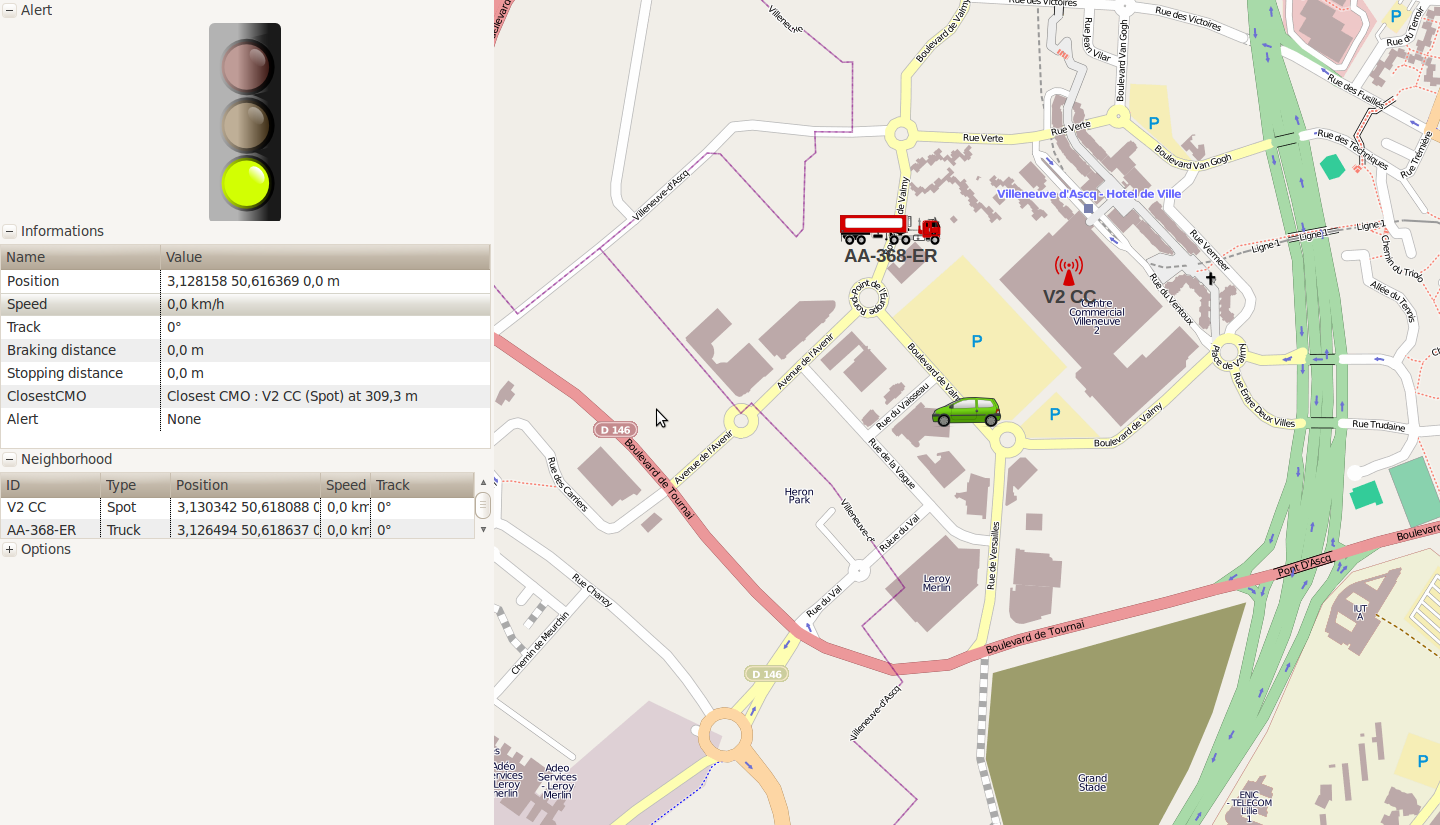 Alert
Informations
Name Value
Position 3,128158 50,616369 0,0 m
Speed 0,0 km/h
Track 0°
Braking distance 0,0 m
Stopping distance 0,0 m
ClosestCMO Closest CMO : V2 CC (Spot) at 309,3 m
Alert None
Neighborhood
ID Type Position Speed Track
V2 CC Spot 3,130342 50,618088 0 0,0 km 0°
AA-368-ER Truck 3,126494 50,618637 0 0,0 km 0°
Options
Rue des Victoires
Rue des Victoires
Boulevard de Valmy
Rue Jean Vilar
Boulevard Van Gogh
Rue du Terroir
P
Rue des Fusillés
P
Rue Verte
Rue Verte
Boulevard Van Gogh
Rue des Techniques
Rue Trémière
Villeneuve-d'Ascq
de Valmy
Villeneuve d'Ascq - Hotel de Ville
AA-368-ER
Ligne 1
Ligne 1
Ligne 1
Rue Vermeer
Chemin du Triolo
V2 CC
Centre
Commercial
Villeneuve
2
Rue du Ventoux
Allée du Tennis
Point de l'Europe
P
Avenue de l'Avenir
Boulevard de Valmy
Place de Valmy
Rue du Vaisseau
P
Rue Entre Deux Villes
Boulevard de Valmy
Rue Trudaine
D 146
Boulevard de Tournai
Avenue de l'Avenir
Rue de la Vague
Rue des Carriers
Heron
Park
Villeneuve-d'
Rue du Val
Rue de Versailles
Boulevard
Pont D'Ascq
Leroy
Merlin
Rue Chanzy
Rue du Val
Chemin de Meurchin
IUT
'A'
Boulevard de Tournai
D 146
Villeneuve-d'Ascq
P
Adéo
ervices
Leroy
nerlin
Adeo
Services
- Leroy
Merlin
Grand
Stade
ENIC
- TELECOM
Lille
1